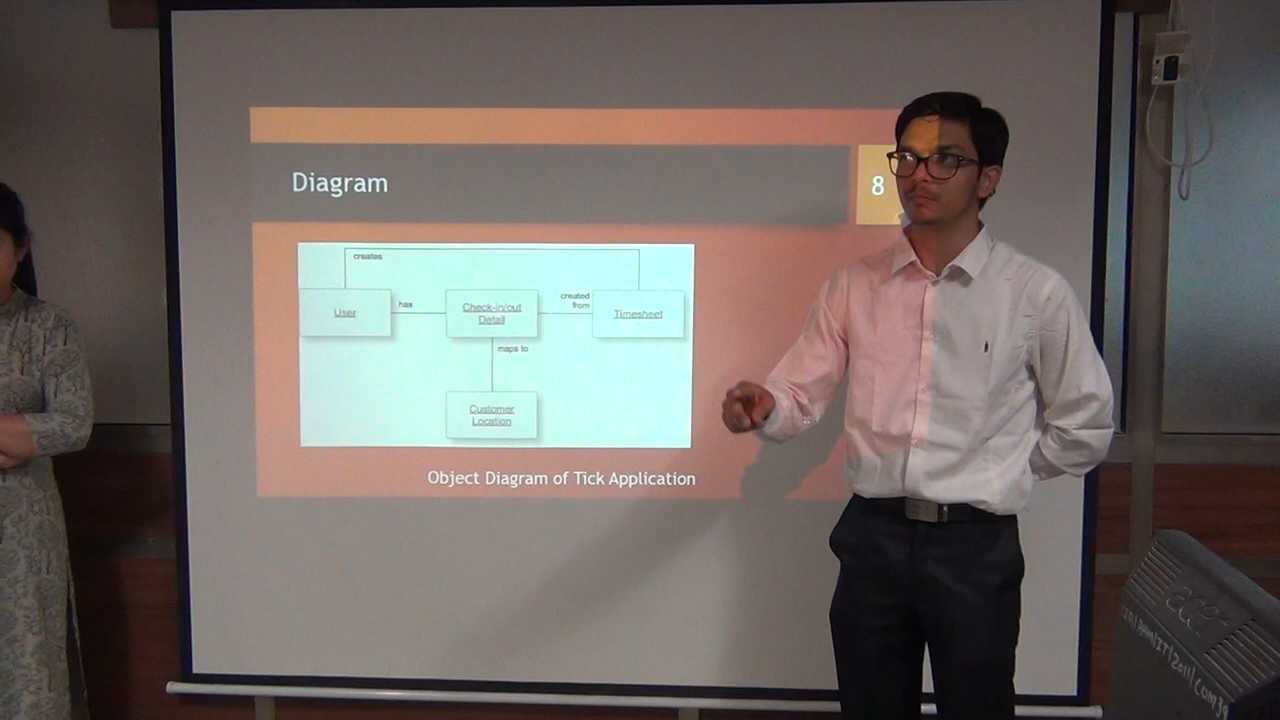 Diagram
8
creates
User
has
Check-in/out
Detail
created
from
Timesheet
maps to
Customer
Location
Object Diagram of Tick Application
acer